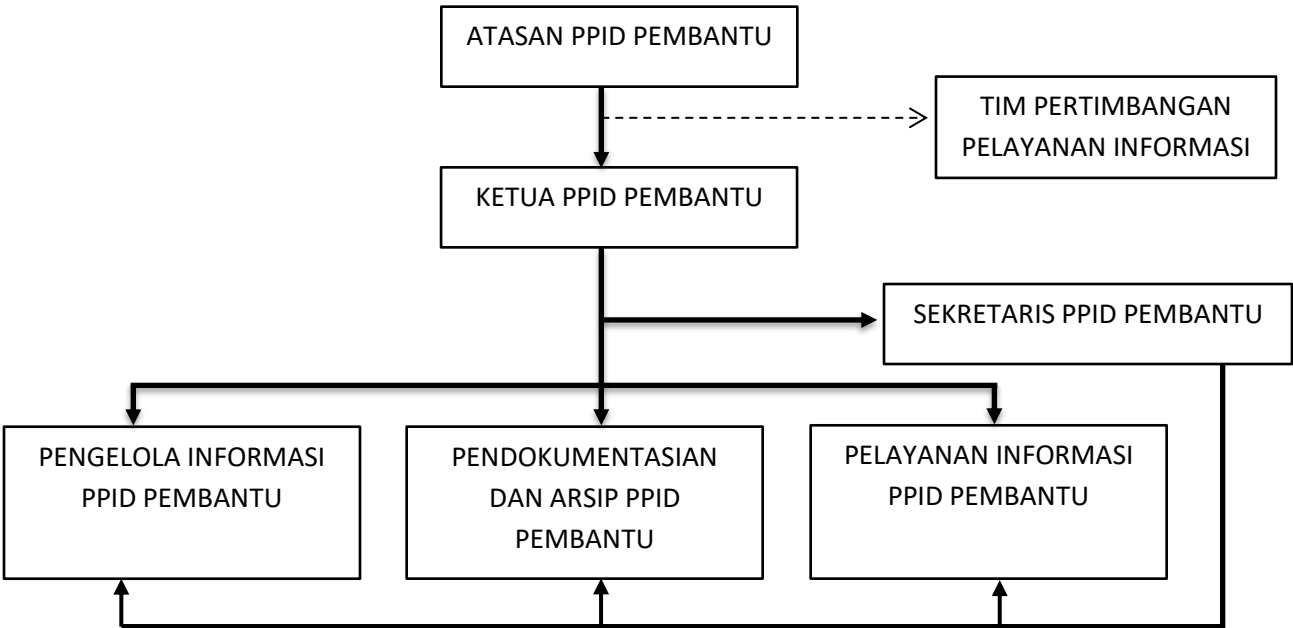 ATASAN PPID PEMBANTU
TIM PERTIMBANGAN
PELAYANAN INFORMASI
KETUA PPID PEMBANTU
SEKRETARIS PPID PEMBANTU
PENGELOLA INFORMASI
PPID PEMBANTU
PENDOKUMENTASIAN
DAN ARSIP PPID
PEMBANTU
PELAYANAN INFORMASI
PPID PEMBANTU